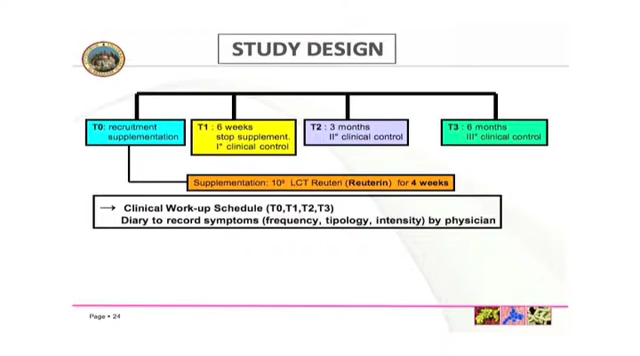 STUDY DESIGN
T0: recruitment
supplementation
T1 : 6 weeks
stop supplement.
I° clinical control
T2 : 3 months
II° clinical control
T3 : 6 months
III° clinical control
Supplementation: 10⁹ LCT Reuteri (Reuterin) for 4 weeks
→ Clinical Work-up Schedule (T0,T1,T2,T3)
Diary to record symptoms (frequency, tipology, intensity) by physician
Page ▪ 24